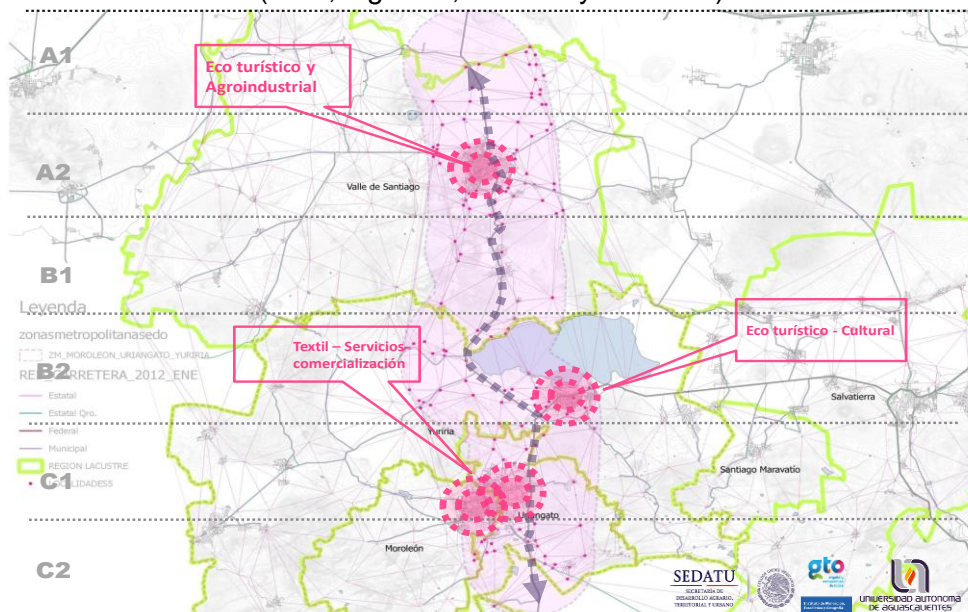 A1
Eco turístico y
Agroindustrial
A2
Valle de Santiago
B1
Leyenda
zonasmetropolitanasedo
ZM_MOROLEON_URIANGATO_YURIRIA
B2
Estatal
Estatal Qro.
Federal
Municipal
REGION LACUSTRE
Textil – Servicios
comercialización
Eco turístico - Cultural
Salvatierra
Yuriria
Santiago Maravatío
C1
Uriangato
Moroleón
C2
SEDATU
SECRETARÍA DE
DESARROLLO AGRARIO,
TERRITORIAL Y URBANO
gto
UNIVERSIDAD AUTONOMA
DE AGUASCALIENTES